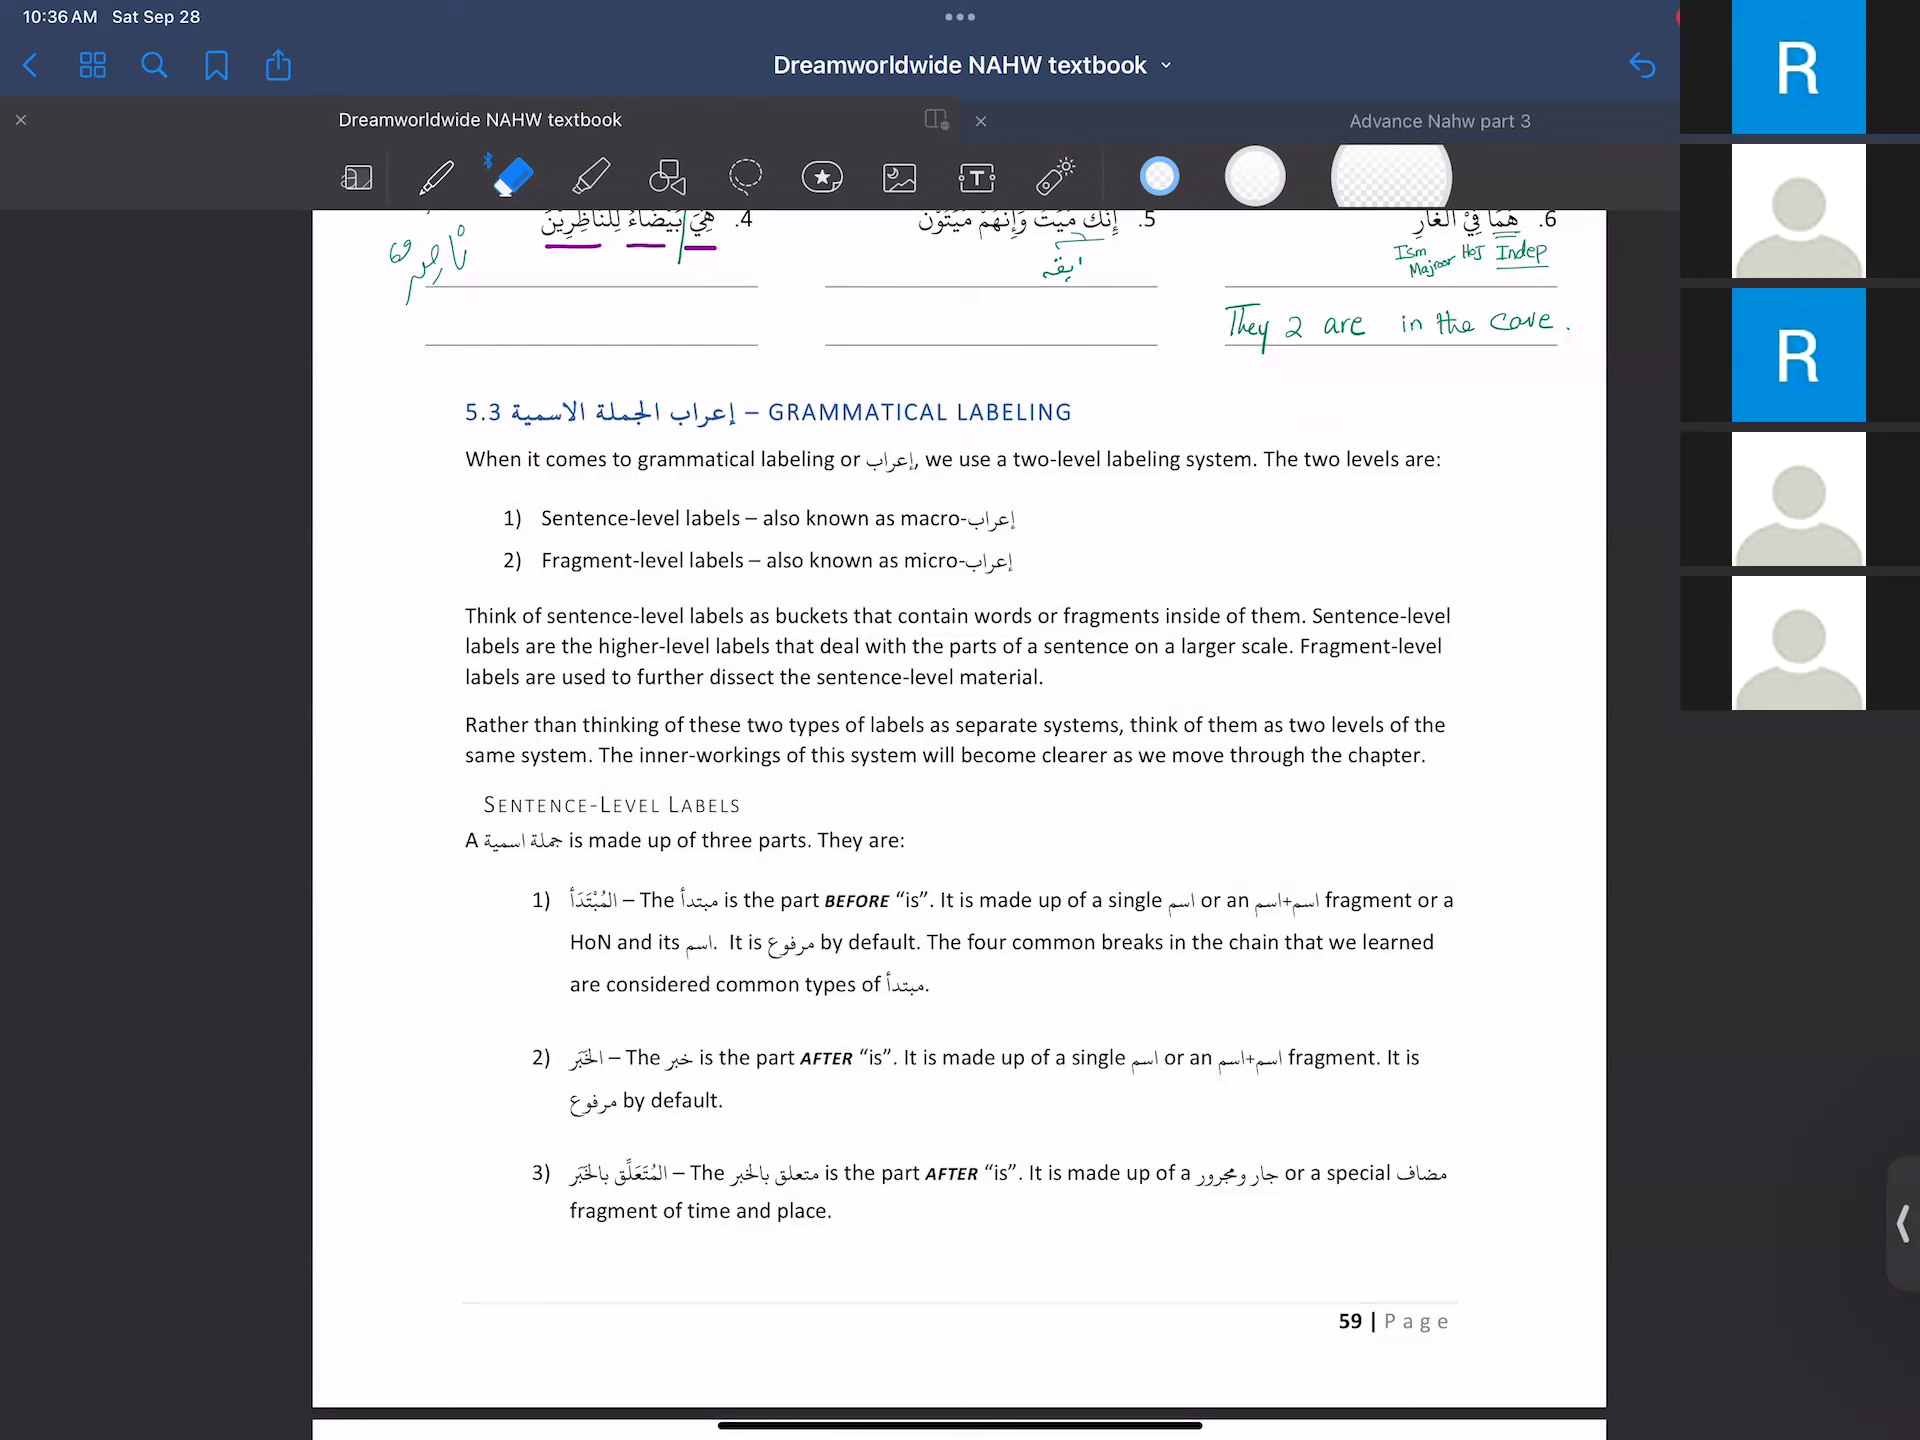 10:36 AM Sat Sep 28
Dreamworldwide NAHW textbook
Dreamworldwide NAHW textbook
Advance Nahw part 3
R
R
4. هِيَ بَيْضَاءُ لِلنَّاظِرِيْنَ
5. إِنَّكَ مَيِّتٌ وَإِنَّهُمْ مَيِّتُوْنَ
6. هُمَا فِيْ الْغَارِ
Ism Majroor HoJ Indep
They 2 are in the cave.
5.3 إعراب الجملة الاسمية – GRAMMATICAL LABELING
When it comes to grammatical labeling or إعراب, we use a two-level labeling system. The two levels are:
1) Sentence-level labels – also known as macro-إعراب
2) Fragment-level labels – also known as micro-إعراب
Think of sentence-level labels as buckets that contain words or fragments inside of them. Sentence-level
labels are the higher-level labels that deal with the parts of a sentence on a larger scale. Fragment-level
labels are used to further dissect the sentence-level material.
Rather than thinking of these two types of labels as separate systems, think of them as two levels of the
same system. The inner-workings of this system will become clearer as we move through the chapter.
SENTENCE-LEVEL LABELS
A جملة اسمية is made up of three parts. They are:
1) المُبْتَدَأ – The مبتدأ is the part BEFORE “is”. It is made up of a single اسم or an اسم+اسم fragment or a
HoN and its اسم. It is مرفوع by default. The four common breaks in the chain that we learned
are considered common types of مبتدأ.
2) الخَبَر – The خبر is the part AFTER “is”. It is made up of a single اسم or an اسم+اسم fragment. It is
مرفوع by default.
3) المُتَعَلِّق بالخَبَر – The متعلق بالخبر is the part AFTER “is”. It is made up of a جار ومجرور or a special مضاف
fragment of time and place.
59 | Page